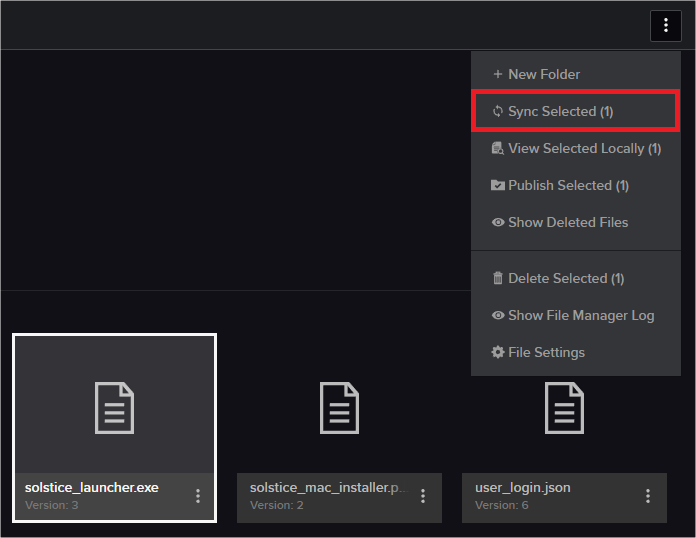 New Folder
Sync Selected (1)
View Selected Locally (1)
Publish Selected (1)
Show Deleted Files
Delete Selected (1)
Show File Manager Log
File Settings
solstice_launcher.exe
Version: 3
solstice_mac_installer.p...
Version: 2
user_login.json
Version: 6